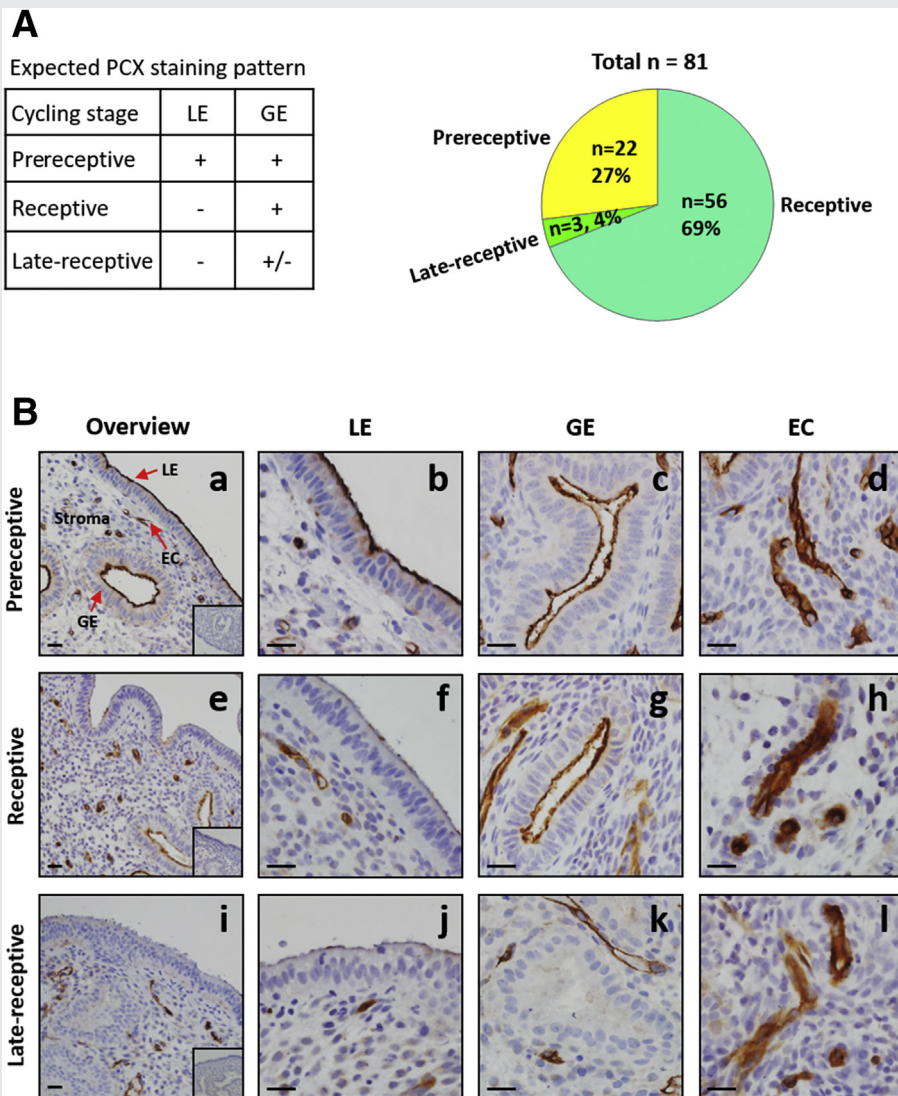 A
Expected PCX staining pattern
Cycling stage LE GE
Prereceptive + +
Receptive - +
Late-receptive - +/-
Total n = 81
Prereceptive
n=22
27%
n=56
69%
Receptive
n=3, 4%
Late-receptive
B
Overview LE GE EC
Prereceptive
a
LE
Stroma
EC
GE
b
c
d
Receptive
e
f
g
h
Late-receptive
i
j
k
l